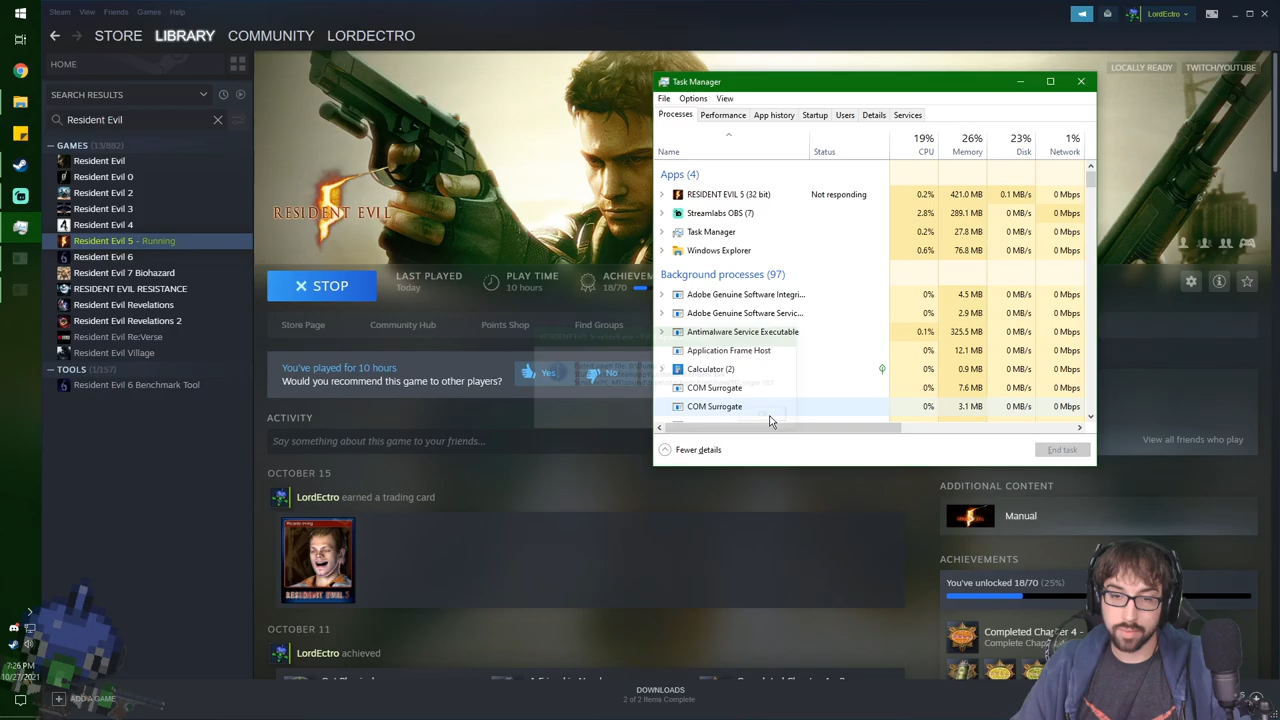 Steam View Friends Games Help
LordEctro
STORE LIBRARY COMMUNITY LORDECTRO
HOME
SEARCH RESULTS
Resident Evil
GAMES (13/882)
Resident Evil
Resident Evil 0
Resident Evil 2
Resident Evil 3
Resident Evil 4
Resident Evil 5 - Running
Resident Evil 6
Resident Evil 7 Biohazard
RESIDENT EVIL RESISTANCE
Resident Evil Revelations
Resident Evil Revelations 2
Resident Evil Re:Verse
Resident Evil Village
TOOLS (1/157)
Resident Evil 6 Benchmark Tool
LOCALLY READY TWITCH/YOUTUBE
RESIDENT EVIL
STOP
LAST PLAYED
Today
PLAY TIME
10 hours
ACHIEVEM
18/70
Store Page Community Hub Points Shop Find Groups
You've played for 10 hours
Would you recommend this game to other players?
Yes No
ACTIVITY
Say something about this game to your friends...
OCTOBER 15
LordEctro earned a trading card
RESIDENT EVIL 5
OCTOBER 11
LordEctro achieved
Task Manager
File Options View
Processes Performance App history Startup Users Details Services
19% 26% 23% 1%
Name Status CPU Memory Disk Network
Apps (4)
RESIDENT EVIL 5 (32 bit) Not responding 0.2% 421.0 MB 0.1 MB/s 0 Mbps
Streamlabs OBS (7) 2.8% 289.1 MB 0 MB/s 0 Mbps
Task Manager 0.2% 27.8 MB 0 MB/s 0 Mbps
Windows Explorer 0.6% 76.8 MB 0 MB/s 0 Mbps
Background processes (97)
Adobe Genuine Software Integri... 0% 4.5 MB 0 MB/s 0 Mbps
Adobe Genuine Software Servic... 0% 2.9 MB 0 MB/s 0 Mbps
Antimalware Service Executable 0.1% 325.5 MB 0 MB/s 0 Mbps
Application Frame Host 0% 12.1 MB 0 MB/s 0 Mbps
Calculator (2) 0% 0.9 MB 0 MB/s 0 Mbps
COM Surrogate 0% 7.6 MB 0 MB/s 0 Mbps
COM Surrogate 0% 3.1 MB 0 MB/s 0 Mbps
Fewer details End task
View all friends who play
ADDITIONAL CONTENT
Manual
ACHIEVEMENTS
You've unlocked 18/70 (25%)
Completed Chapter 4 -
7:26 PM
10/27/2021
ADD A GAME
DOWNLOADS
2 of 2 Items Complete